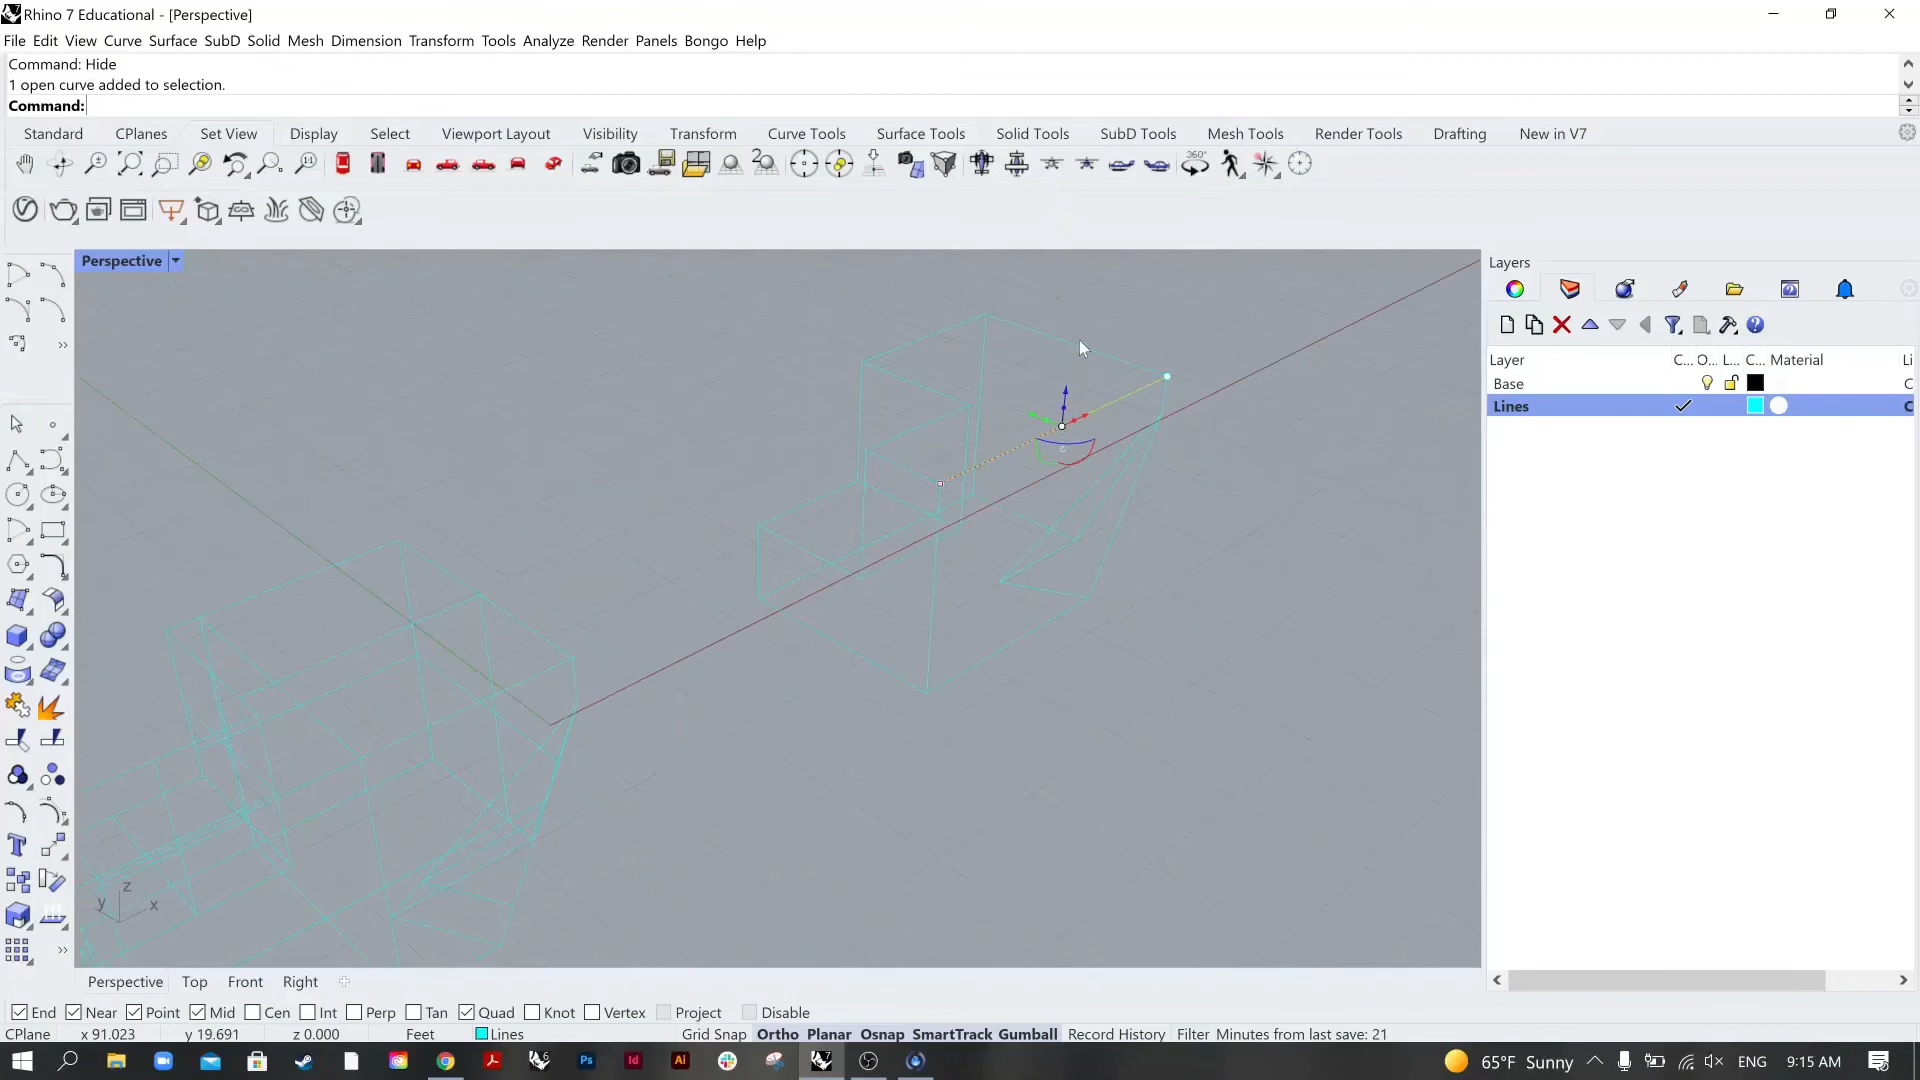 Rhino 7 Educational - [Perspective]
File Edit View Curve Surface SubD Solid Mesh Dimension Transform Tools Analyze Render Panels Bongo Help
Command: Hide
1 open curve added to selection.
Command:
Standard CPlanes Set View Display Select Viewport Layout Visibility Transform Curve Tools Surface Tools Solid Tools SubD Tools Mesh Tools Render Tools Drafting New in V7
Perspective
Layers
Layer C... O... L... C... Material Li
Base C
Lines C
z
y x
Perspective Top Front Right
End Near Point Mid Cen Int Perp Tan Quad Knot Vertex Project Disable
CPlane x 91.023 y 19.691 z 0.000 Feet Lines Grid Snap Ortho Planar Osnap SmartTrack Gumball Record History Filter Minutes from last save: 21
Ps Id Ai 65°F Sunny ENG 9:15 AM